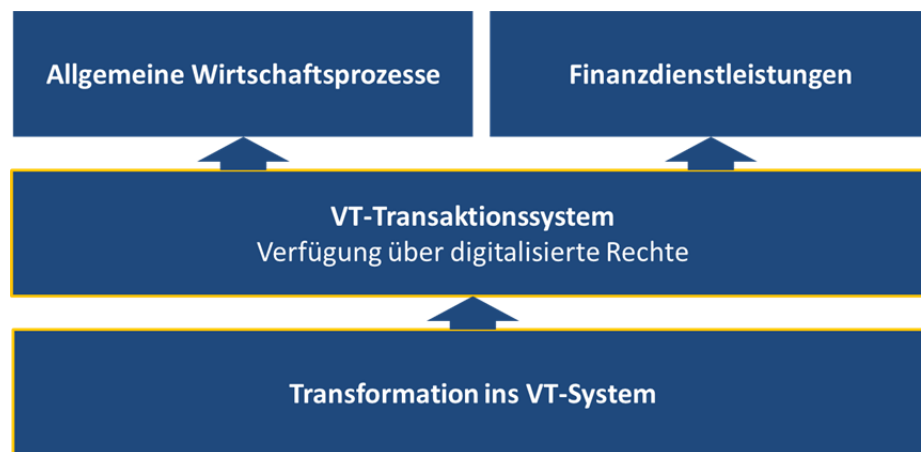 Allgemeine Wirtschaftsprozesse
Finanzdienstleistungen
VT-Transaktionssystem
Verfügung über digitalisierte Rechte
Transformation ins VT-System